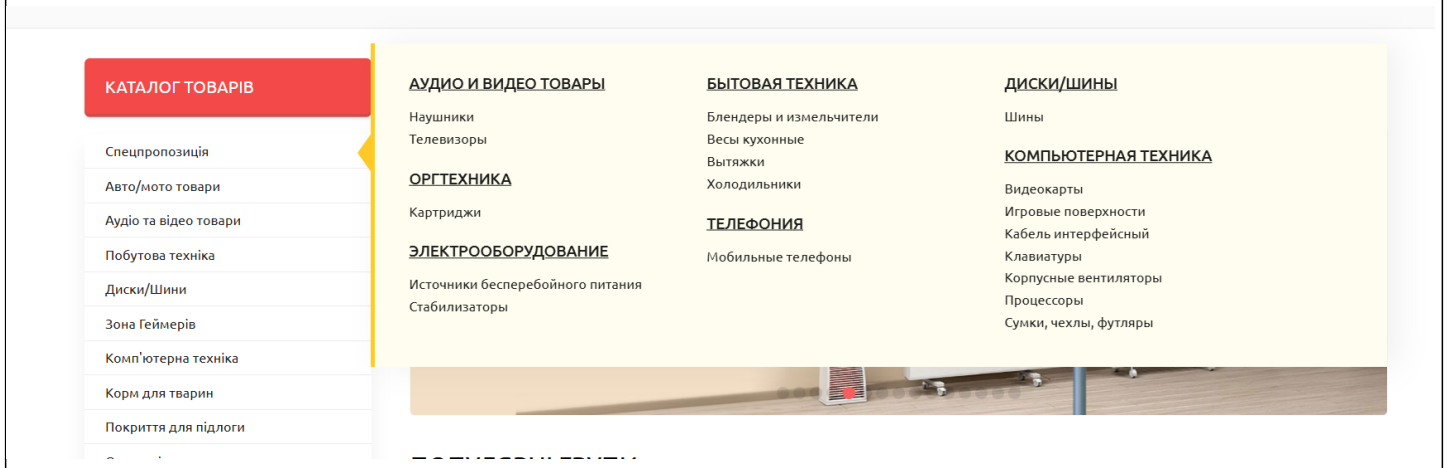 КАТАЛОГ ТОВАРІВ
Спецпропозиція
Авто/мото товари
Аудіо та відео товари
Побутова техніка
Диски/Шини
Зона Геймерів
Комп'ютерна техніка
Корм для тварин
Покриття для підлоги
АУДИО И ВИДЕО ТОВАРЫ
Наушники
Телевизоры
ОРГТЕХНИКА
Картриджи
ЭЛЕКТРООБОРУДОВАНИЕ
Источники бесперебойного питания
Стабилизаторы
БЫТОВАЯ ТЕХНИКА
Блендеры и измельчители
Весы кухонные
Вытяжки
Холодильники
ТЕЛЕФОНИЯ
Мобильные телефоны
ДИСКИ/ШИНЫ
Шины
КОМПЬЮТЕРНАЯ ТЕХНИКА
Видеокарты
Игровые поверхности
Кабель интерфейсный
Клавиатуры
Корпусные вентиляторы
Процессоры
Сумки, чехлы, футляры